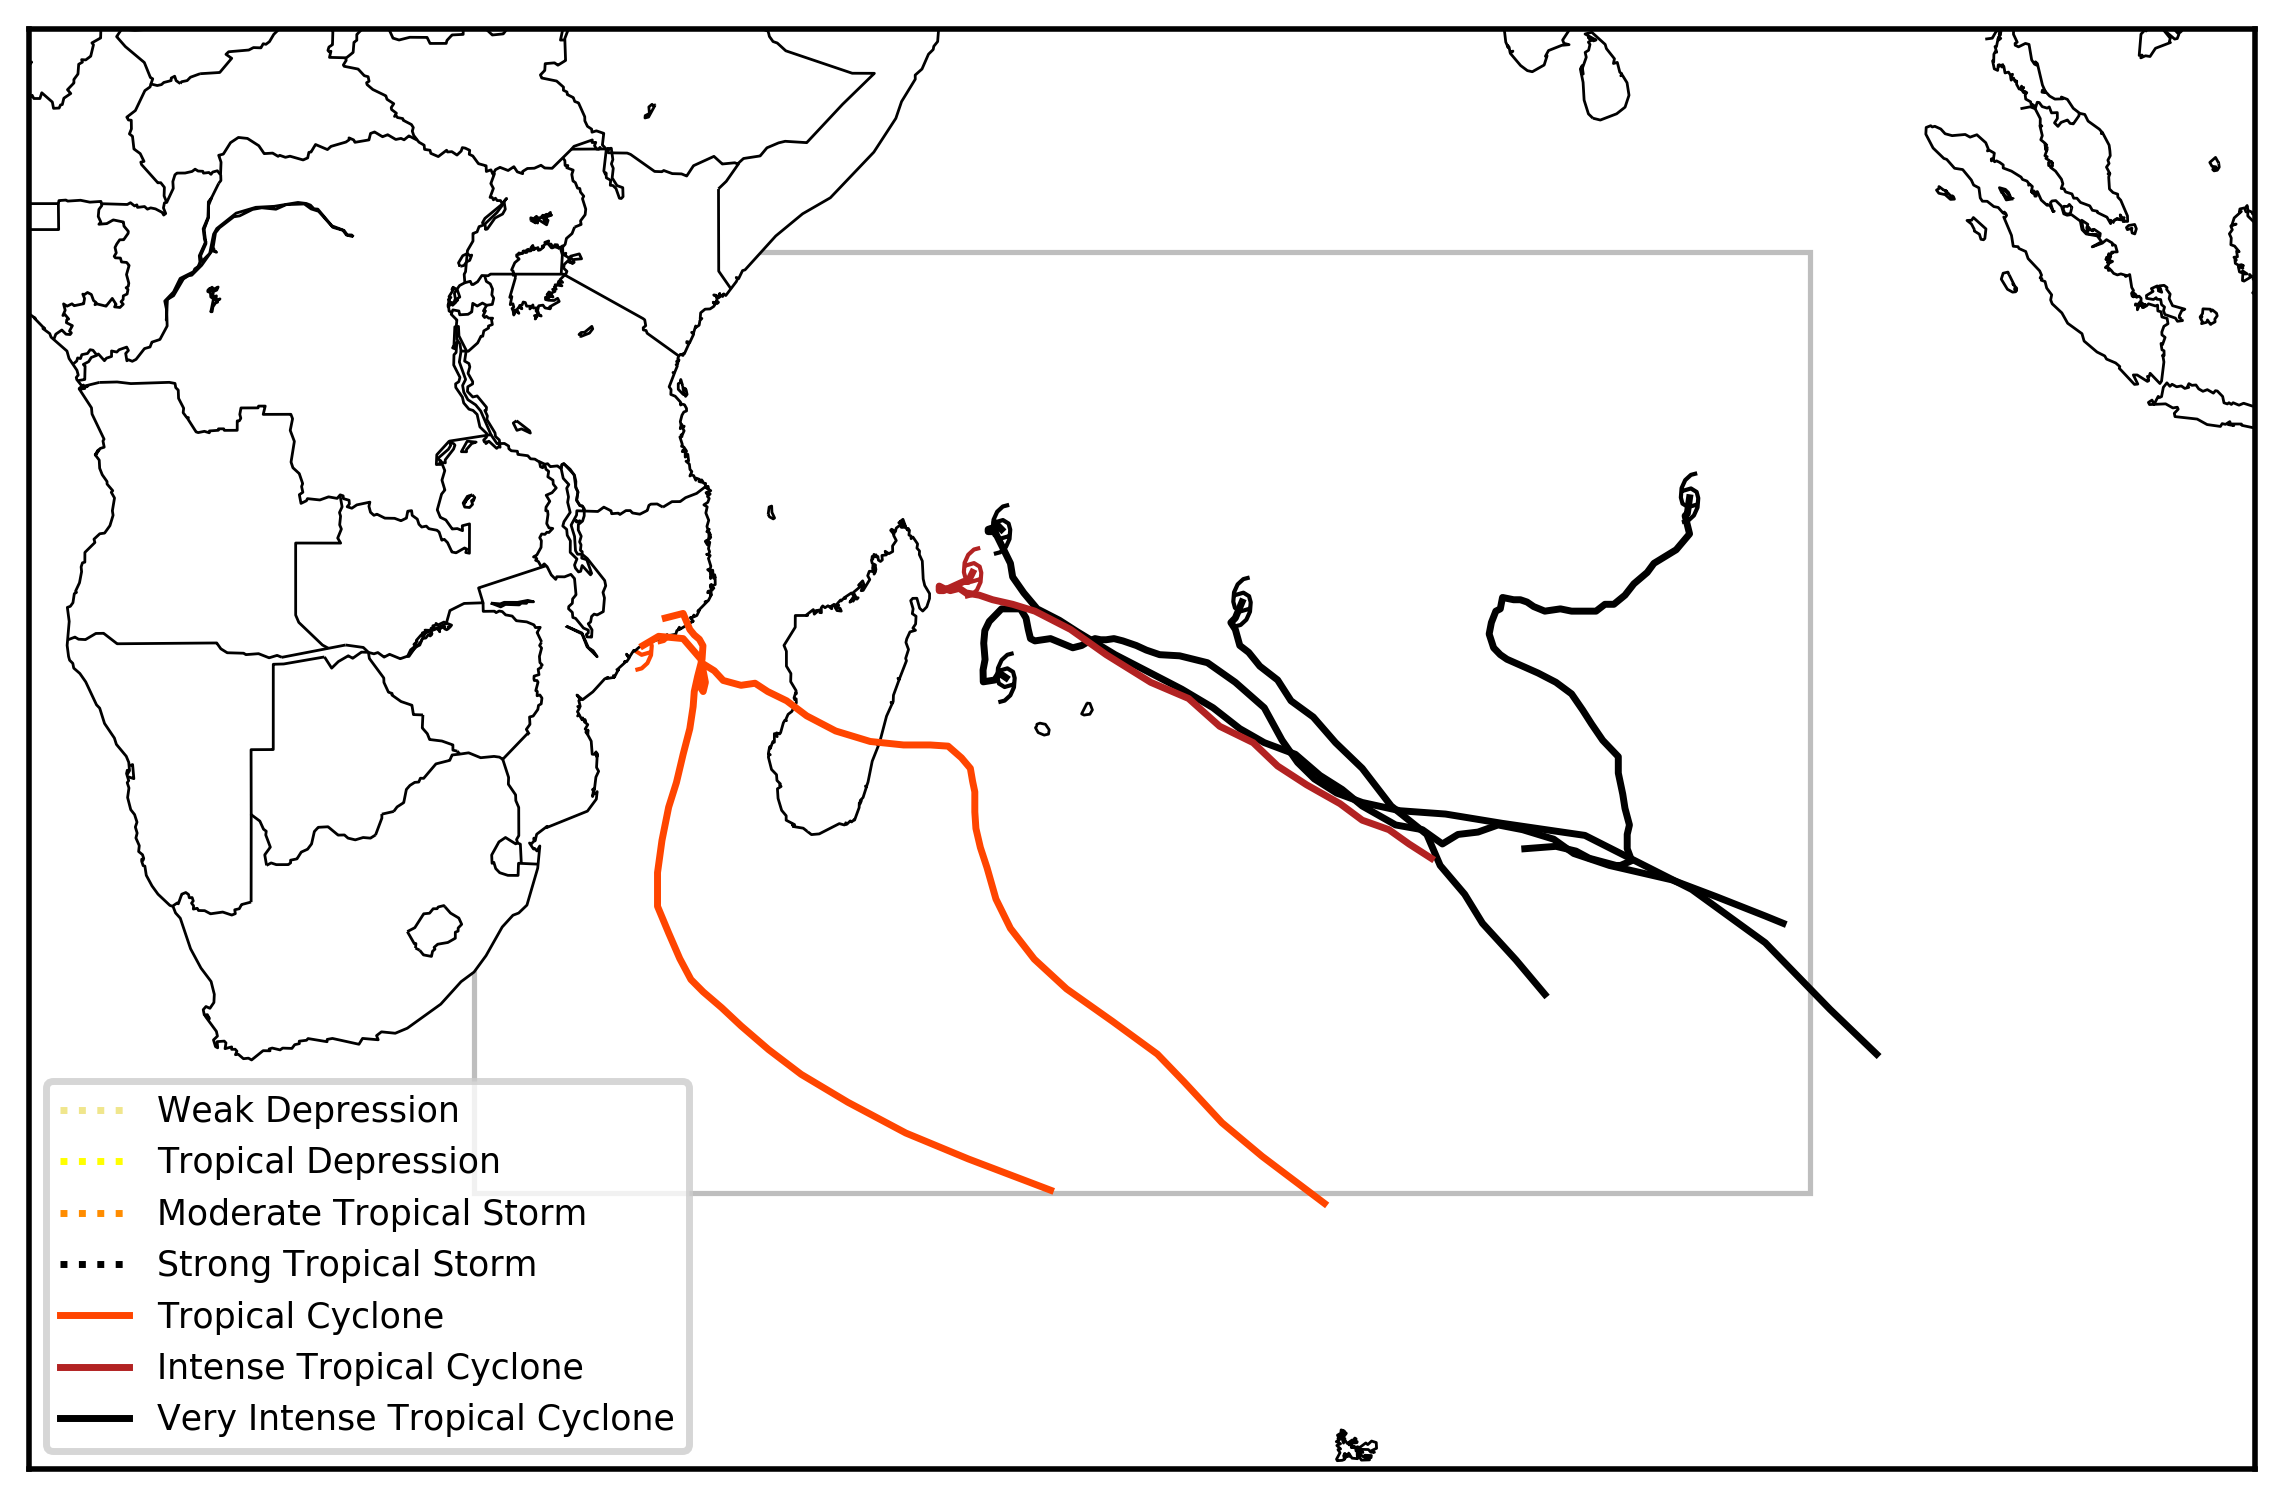 Weak Depression
Tropical Depression
Moderate Tropical Storm
Strong Tropical Storm
Tropical Cyclone
Intense Tropical Cyclone
Very Intense Tropical Cyclone